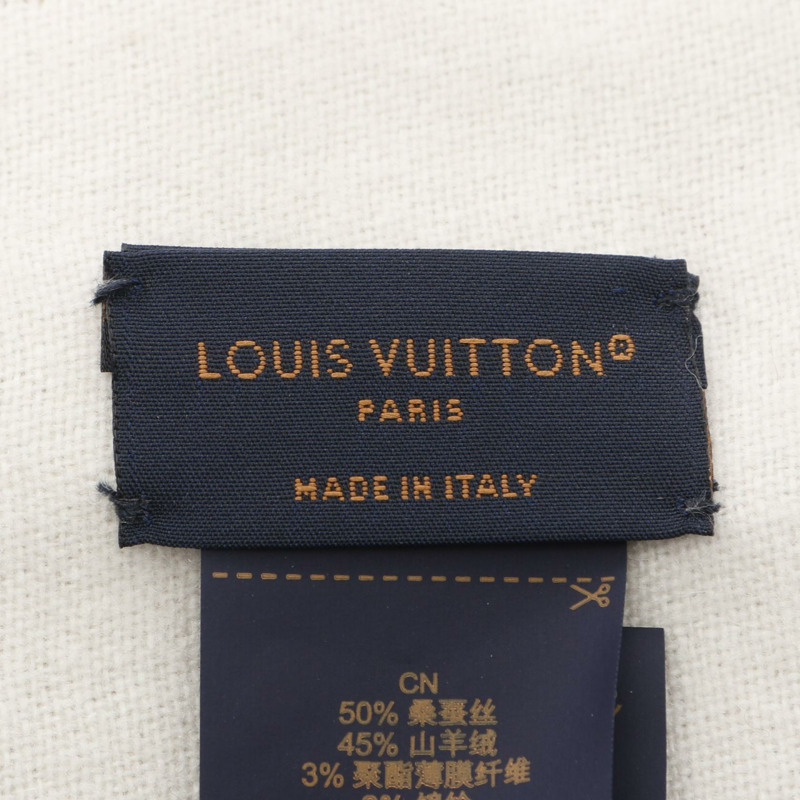 LOUIS VUITTON®
PARIS
MADE IN ITALY
CN
50% 桑蚕丝
45% 山羊绒
3% 聚酯薄膜纤维